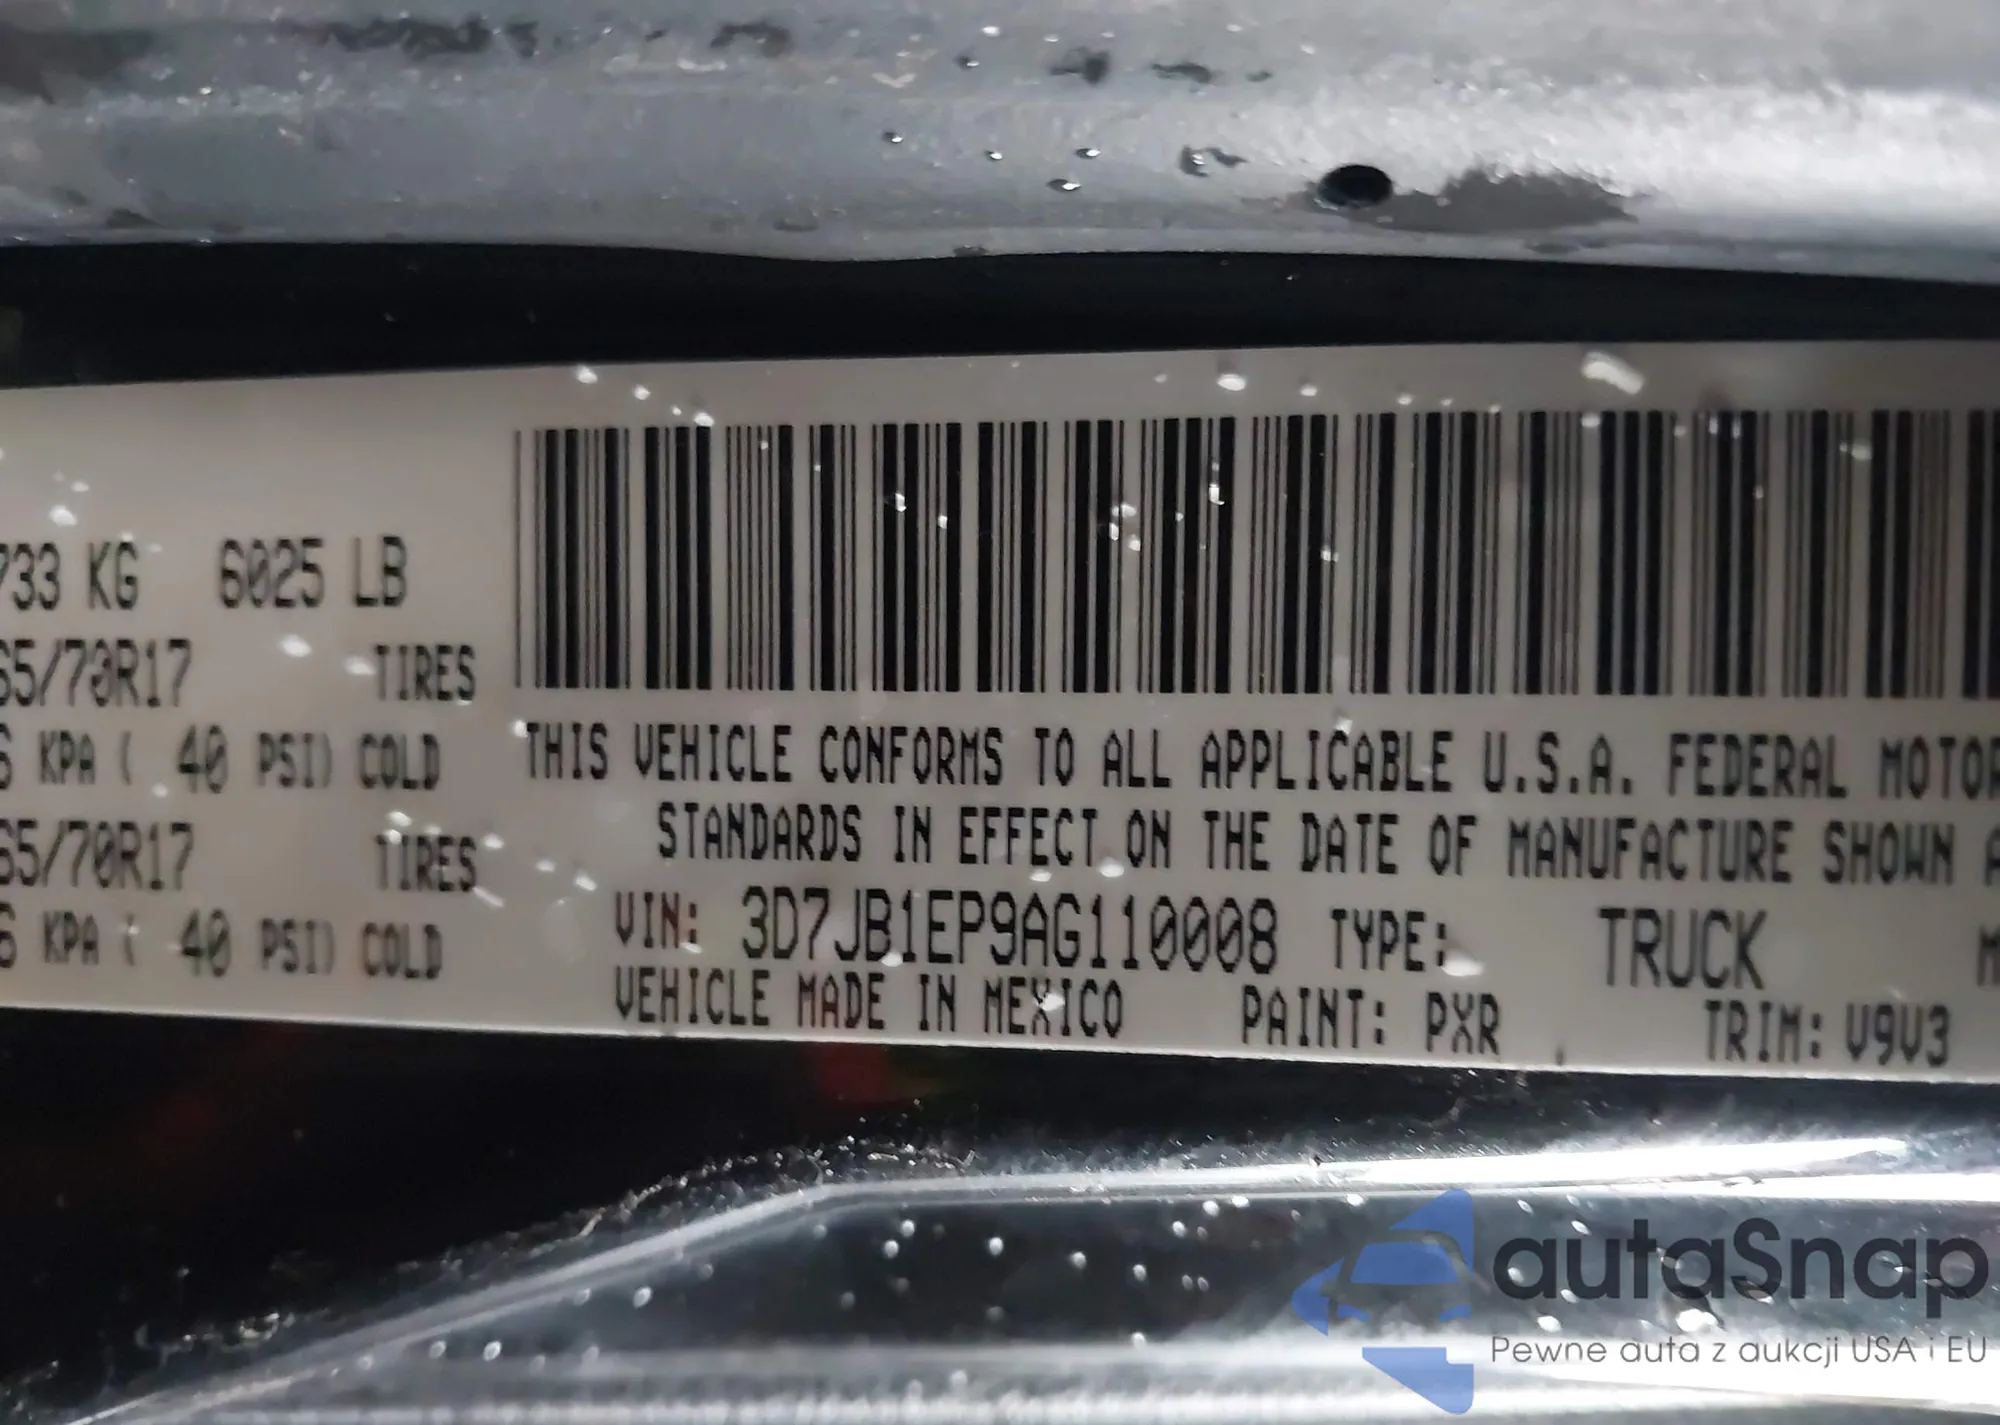 733 KG 6025 LB
65/70R17 TIRES
6 KPA ( 40 PSI) COLD
65/70R17 TIRES
6 KPA ( 40 PSI) COLD
THIS VEHICLE CONFORMS TO ALL APPLICABLE U.S.A. FEDERAL MOTOR
STANDARDS IN EFFECT ON THE DATE OF MANUFACTURE SHOWN A
VIN: 3D7JB1EP9AG110008 TYPE: TRUCK M
VEHICLE MADE IN MEXICO PAINT: PXR TRIM: V9V3
autaSnap
Pewne auta z aukcji USA i EU